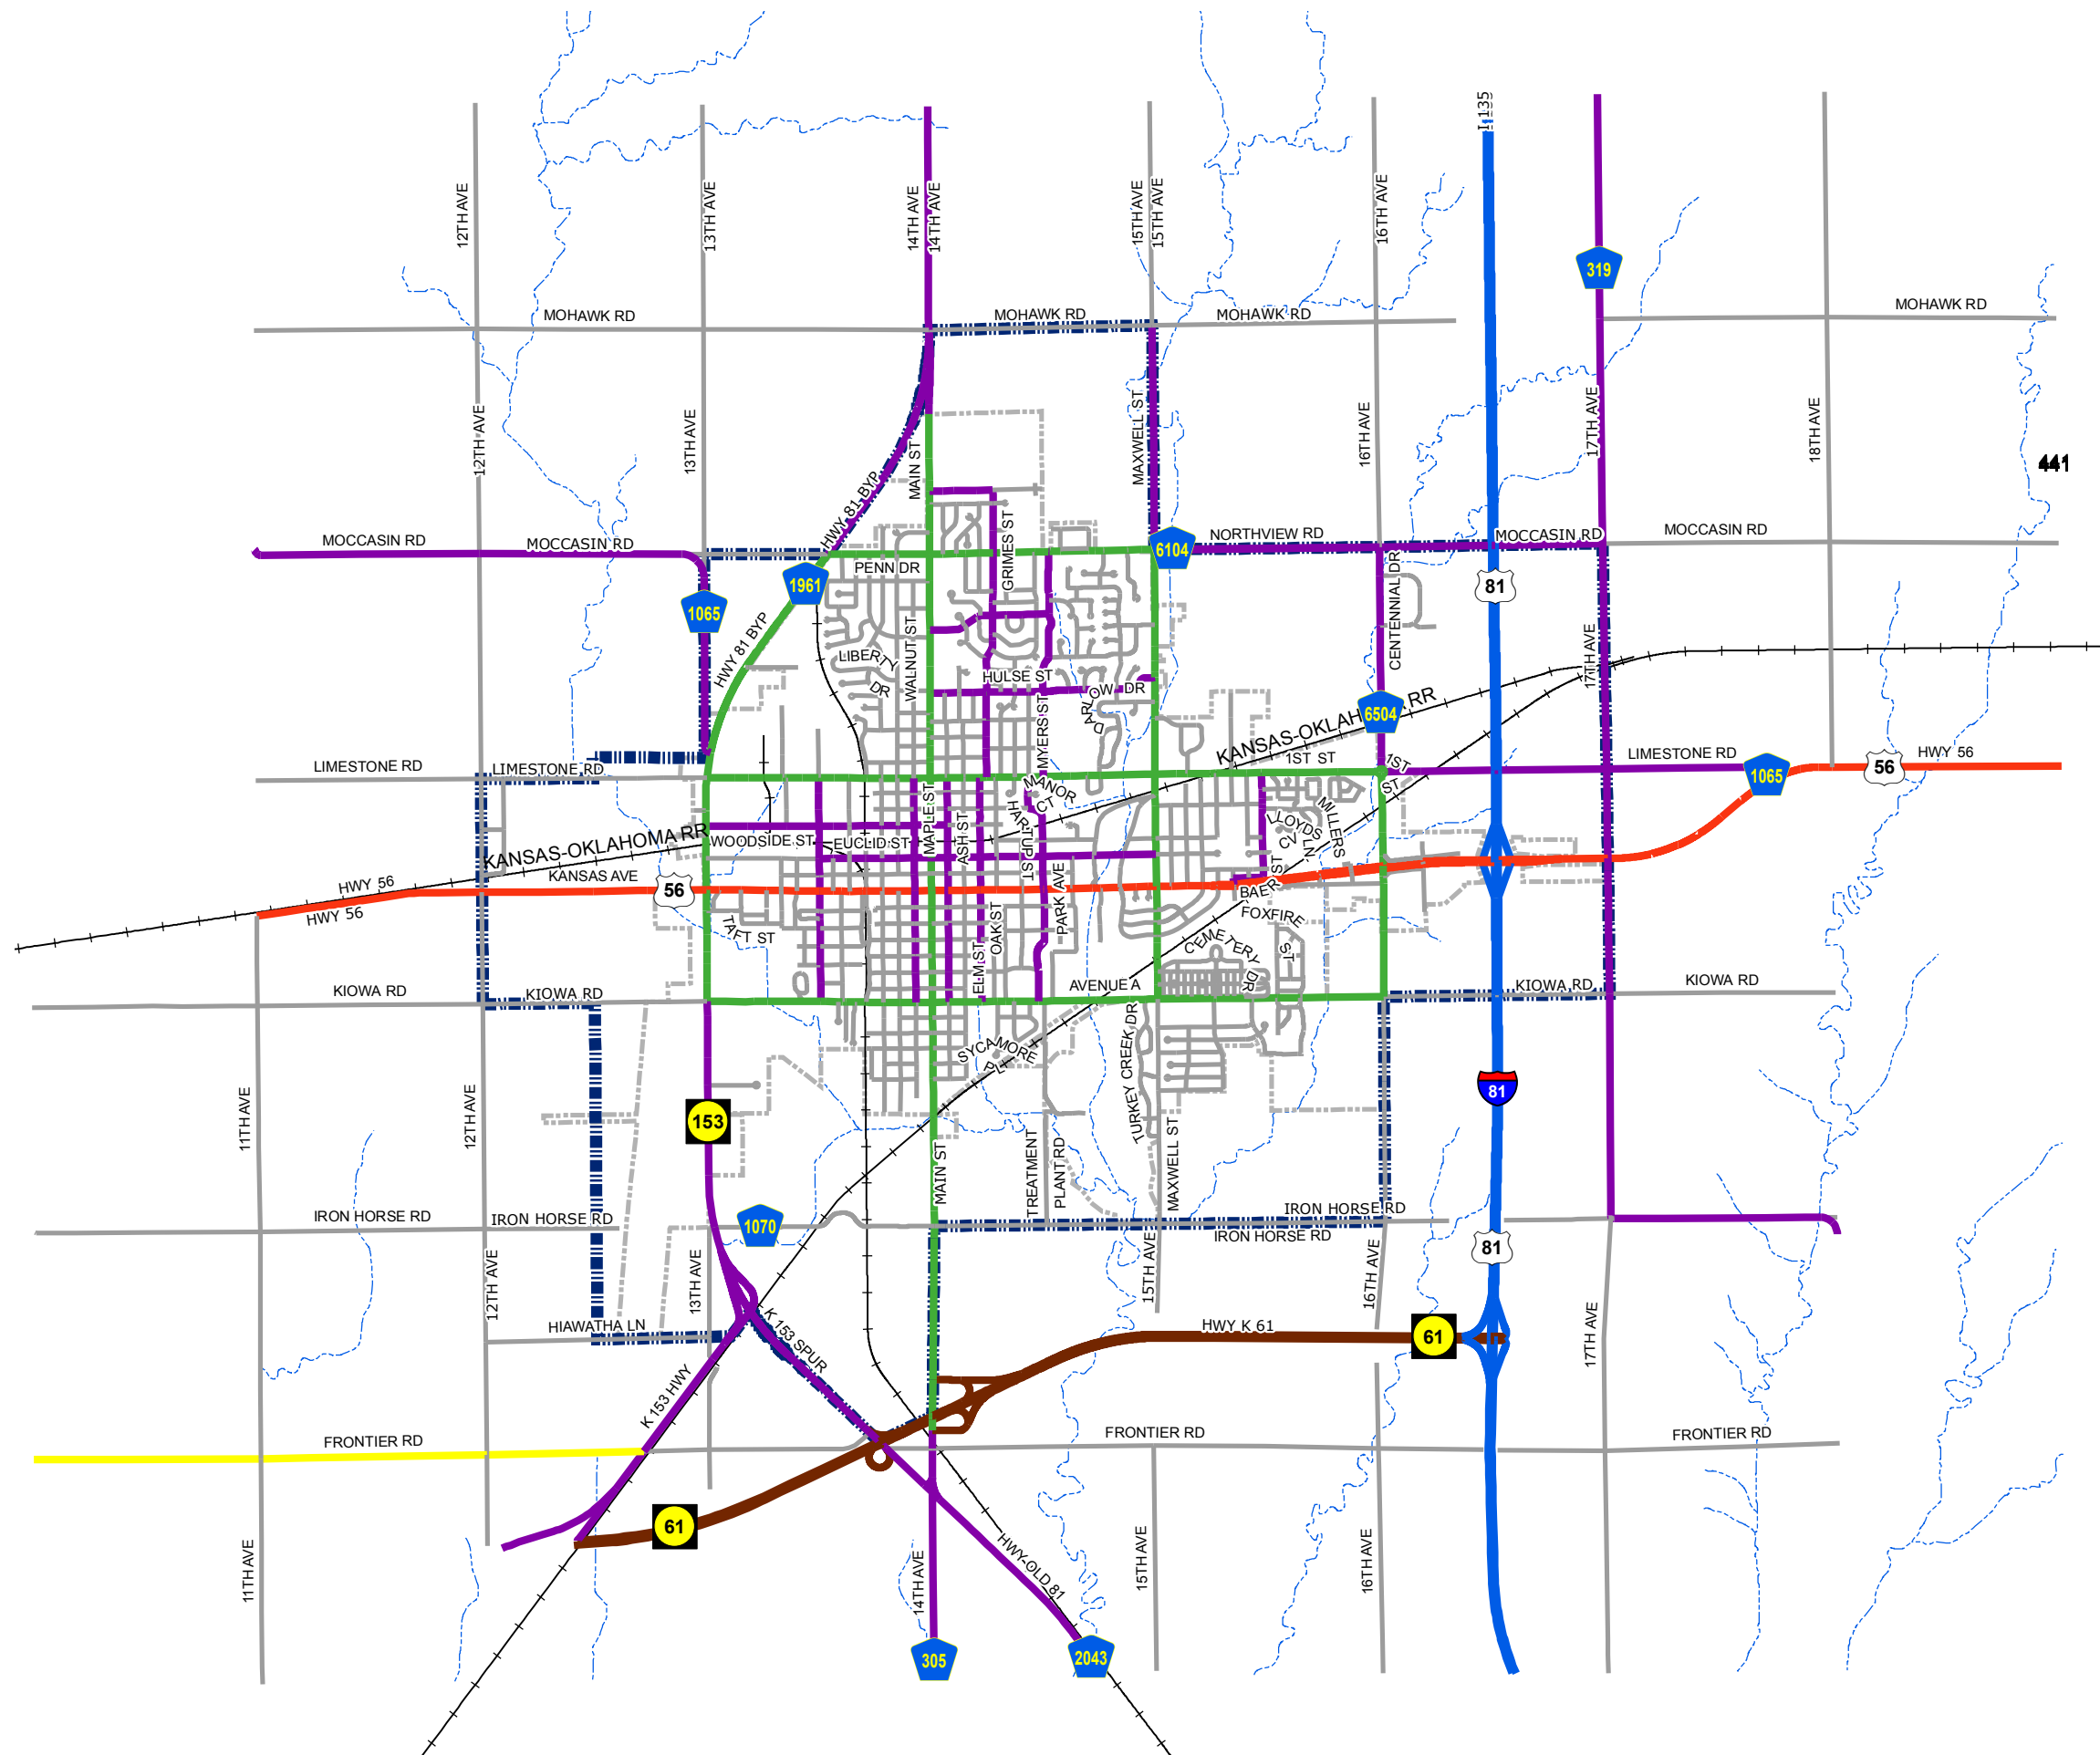 I 135
12TH AVE
13TH AVE
14TH AVE
14TH AVE
15TH AVE
15TH AVE
16TH AVE
319
MOHAWK RD
MOHAWK RD
MOHAWK RD
MOHAWK RD
12TH AVE
13TH AVE
MAIN ST
MAXWELL ST
16TH AVE
17TH AVE
18TH AVE
441
HWY 81 BYP
GRIMES ST
MOCCASIN RD
MOCCASIN RD
6104
NORTHVIEW RD
MOCCASIN RD
MOCCASIN RD
PENN DR
1961
1065
81
CENTENNIAL DR
HWY 81 BYP
LIBERTY DR
WALNUT ST
HULSE ST
DARLOW DR
MYERS ST
17TH AVE
6504
KANSAS-OKLAHOMA RR
LIMESTONE RD
LIMESTONE RD
1ST ST
1ST ST
LIMESTONE RD
1065
56
HWY 56
MANOR CT
HARTUP ST
MAPLE ST
ASH ST
LLOYDS CV
MILLERS LN
KANSAS-OKLAHOMA RR
WOODSIDE ST
EUCLID ST
HWY 56
HWY 56
KANSAS AVE
56
BAER ST
PARK AVE
FOXFIRE ST
TAFT ST
OAK ST
ELM ST
CEMETERY DR
KIOWA RD
KIOWA RD
AVENUE A
KIOWA RD
KIOWA RD
SYCAMORE PL
TURKEY CREEK DR
81
11TH AVE
12TH AVE
153
MAIN ST
TREATMENT PLANT RD
MAXWELL ST
IRON HORSE RD
IRON HORSE RD
1070
IRON HORSE RD
IRON HORSE RD
81
12TH AVE
13TH AVE
15TH AVE
16TH AVE
17TH AVE
HIAWATHA LN
K 153 SPUR
HWY K 61
61
K 153 HWY
FRONTIER RD
FRONTIER RD
FRONTIER RD
61
11TH AVE
14TH AVE
HWY OLD 81
15TH AVE
16TH AVE
305
2043